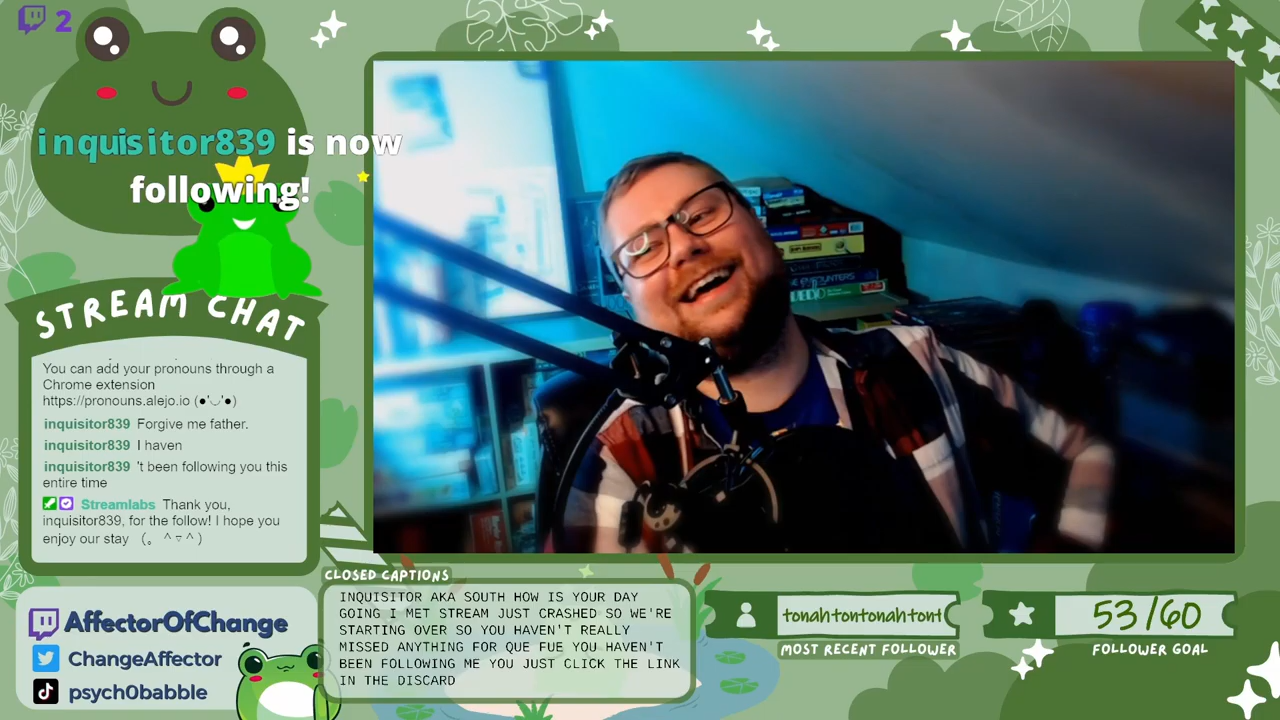 2
inquisitor839 is now
following!
STREAM CHAT
You can add your pronouns through a
Chrome extension
https://pronouns.alejo.io (●'◡'●)
inquisitor839 Forgive me father.
inquisitor839 I haven
inquisitor839 't been following you this
entire time
Streamlabs Thank you,
inquisitor839, for the follow! I hope you
enjoy our stay (。^▿^)
AffectorOfChange
ChangeAffector
psych0babble
CLOSED CAPTIONS
INQUISITOR AKA SOUTH HOW IS YOUR DAY
GOING I MET STREAM JUST CRASHED SO WE'RE
STARTING OVER SO YOU HAVEN'T REALLY
MISSED ANYTHING FOR QUE FUE YOU HAVEN'T
BEEN FOLLOWING ME YOU JUST CLICK THE LINK
IN THE DISCARD
tonahtontonahtont
MOST RECENT FOLLOWER
53/60
FOLLOWER GOAL